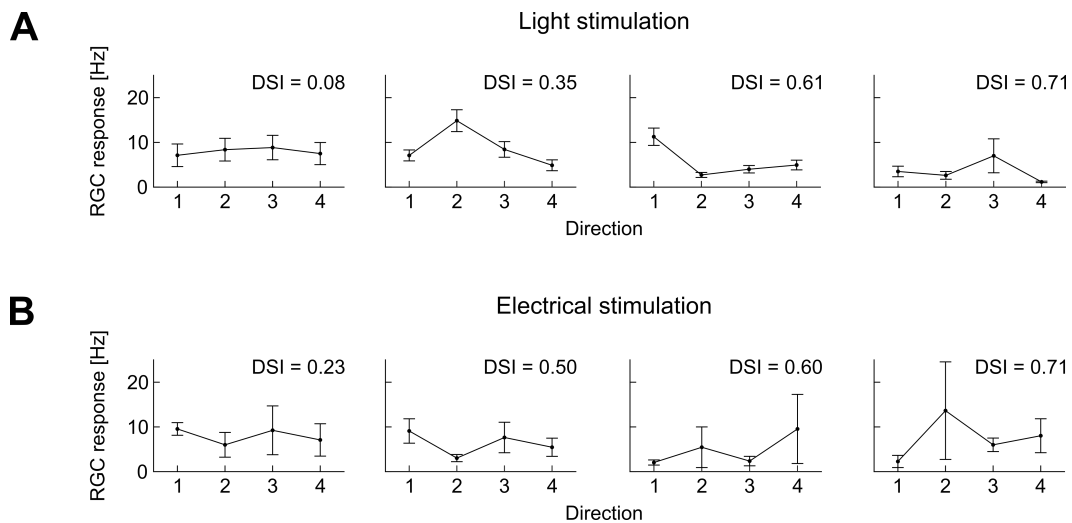 A
Light stimulation
RGC response [Hz]
20
10
0
DSI = 0.08
DSI = 0.35
DSI = 0.61
DSI = 0.71
1 2 3 4
1 2 3 4
1 2 3 4
1 2 3 4
Direction
B
Electrical stimulation
RGC response [Hz]
20
10
0
DSI = 0.23
DSI = 0.50
DSI = 0.60
DSI = 0.71
1 2 3 4
1 2 3 4
1 2 3 4
1 2 3 4
Direction